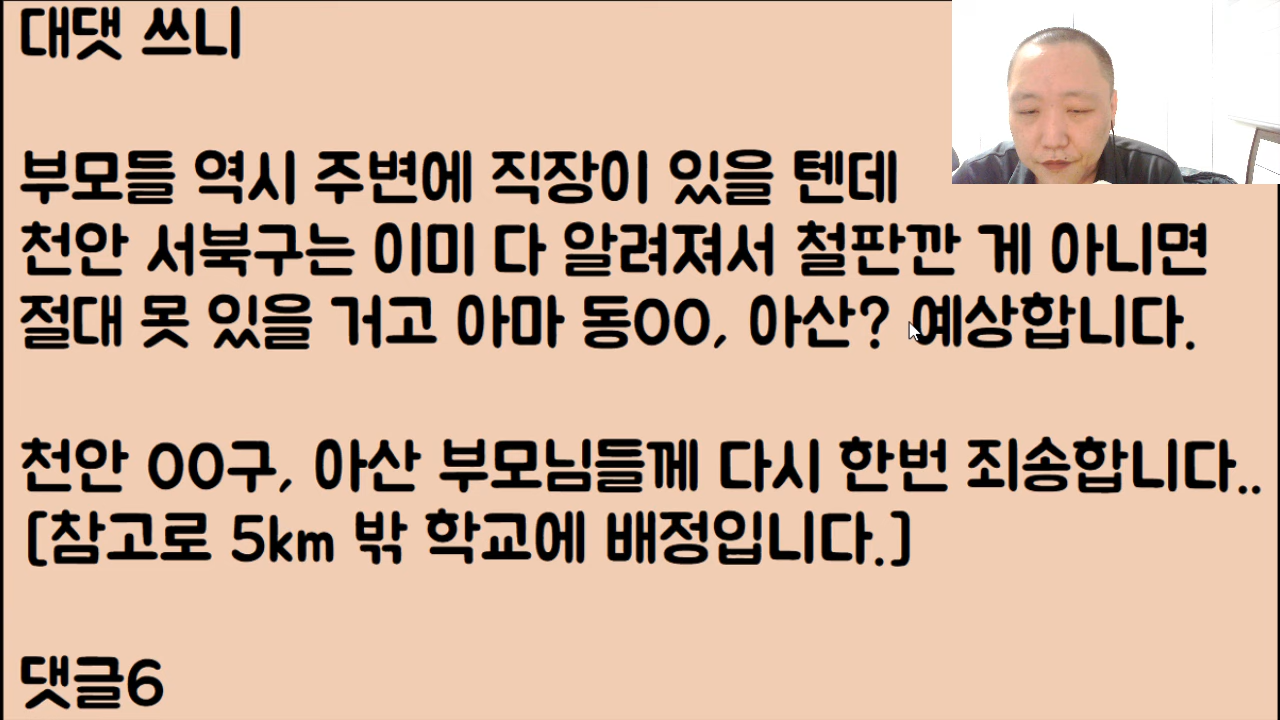 대댓 쓰니
부모들 역시 주변에 직장이 있을 텐데
천안 서북구는 이미 다 알려져서 철판깐 게 아니면
절대 못 있을 거고 아마 동OO, 아산? 예상합니다.
천안 OO구, 아산 부모님들께 다시 한번 죄송합니다..
[참고로 5km 밖 학교에 배정입니다.]
댓글6